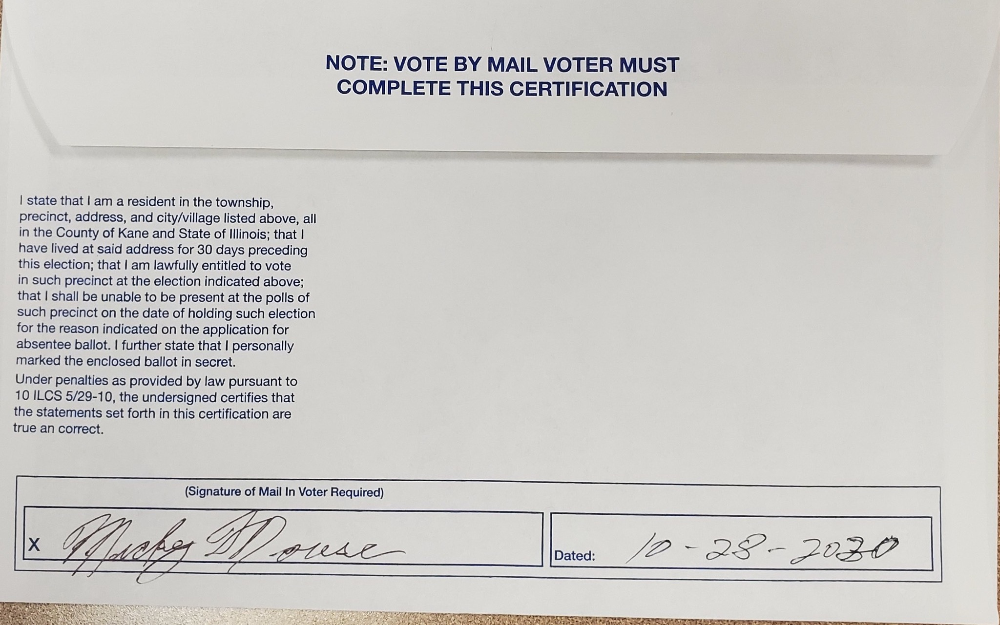 NOTE: VOTE BY MAIL VOTER MUST
COMPLETE THIS CERTIFICATION
I state that I am a resident in the township,
precinct, address, and city/village listed above, all
in the County of Kane and State of Illinois; that I
have lived at said address for 30 days preceding
this election; that I am lawfully entitled to vote
in such precinct at the election indicated above;
that I shall be unable to be present at the polls of
such precinct on the date of holding such election
for the reason indicated on the application for
absentee ballot. I further state that I personally
marked the enclosed ballot in secret.
Under penalties as provided by law pursuant to
10 ILCS 5/29-10, the undersigned certifies that
the statements set forth in this certification are
true an correct.
(Signature of Mail In Voter Required)
X Mickey Mouse
Dated: 10-28-2020